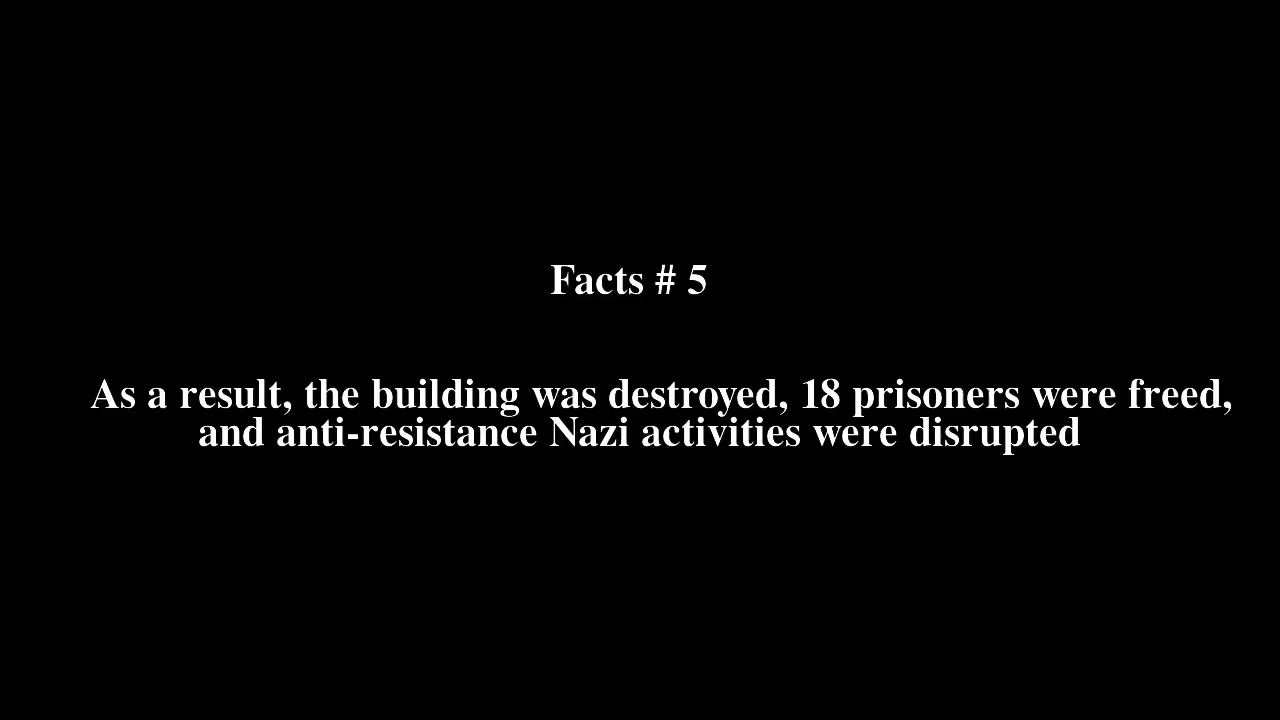 Facts # 5
As a result, the building was destroyed, 18 prisoners were freed,
and anti-resistance Nazi activities were disrupted